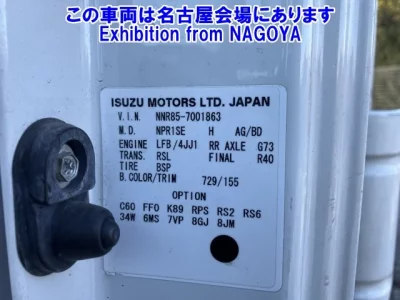 この車両は名古屋会場にあります
Exhibition from NAGOYA
ISUZU MOTORS LTD. JAPAN
V.I.N. NNR85-7001863
M.D. NPR1SE H AG/BD
ENGINE LFB/4JJ1 RR AXLE G73
TRANS. RSL FINAL R40
TIRE BSP
B.COLOR/TRIM 729/155
OPTION
C60 FF0 K89 RPS RS2 RS6
34W 6MS 7VP 8GJ 8JM